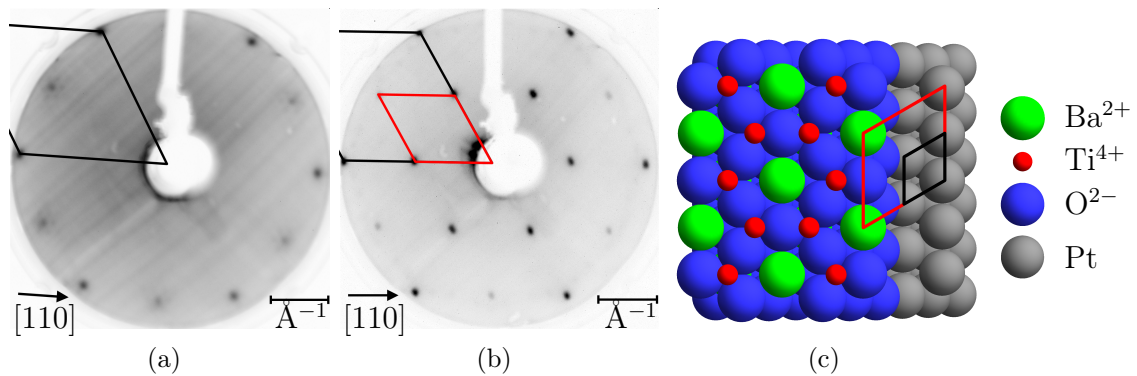 [110]
Å⁻¹
(a)
[110]
Å⁻¹
(b)
(c)
Ba²⁺
Ti⁴⁺
O²⁻
Pt